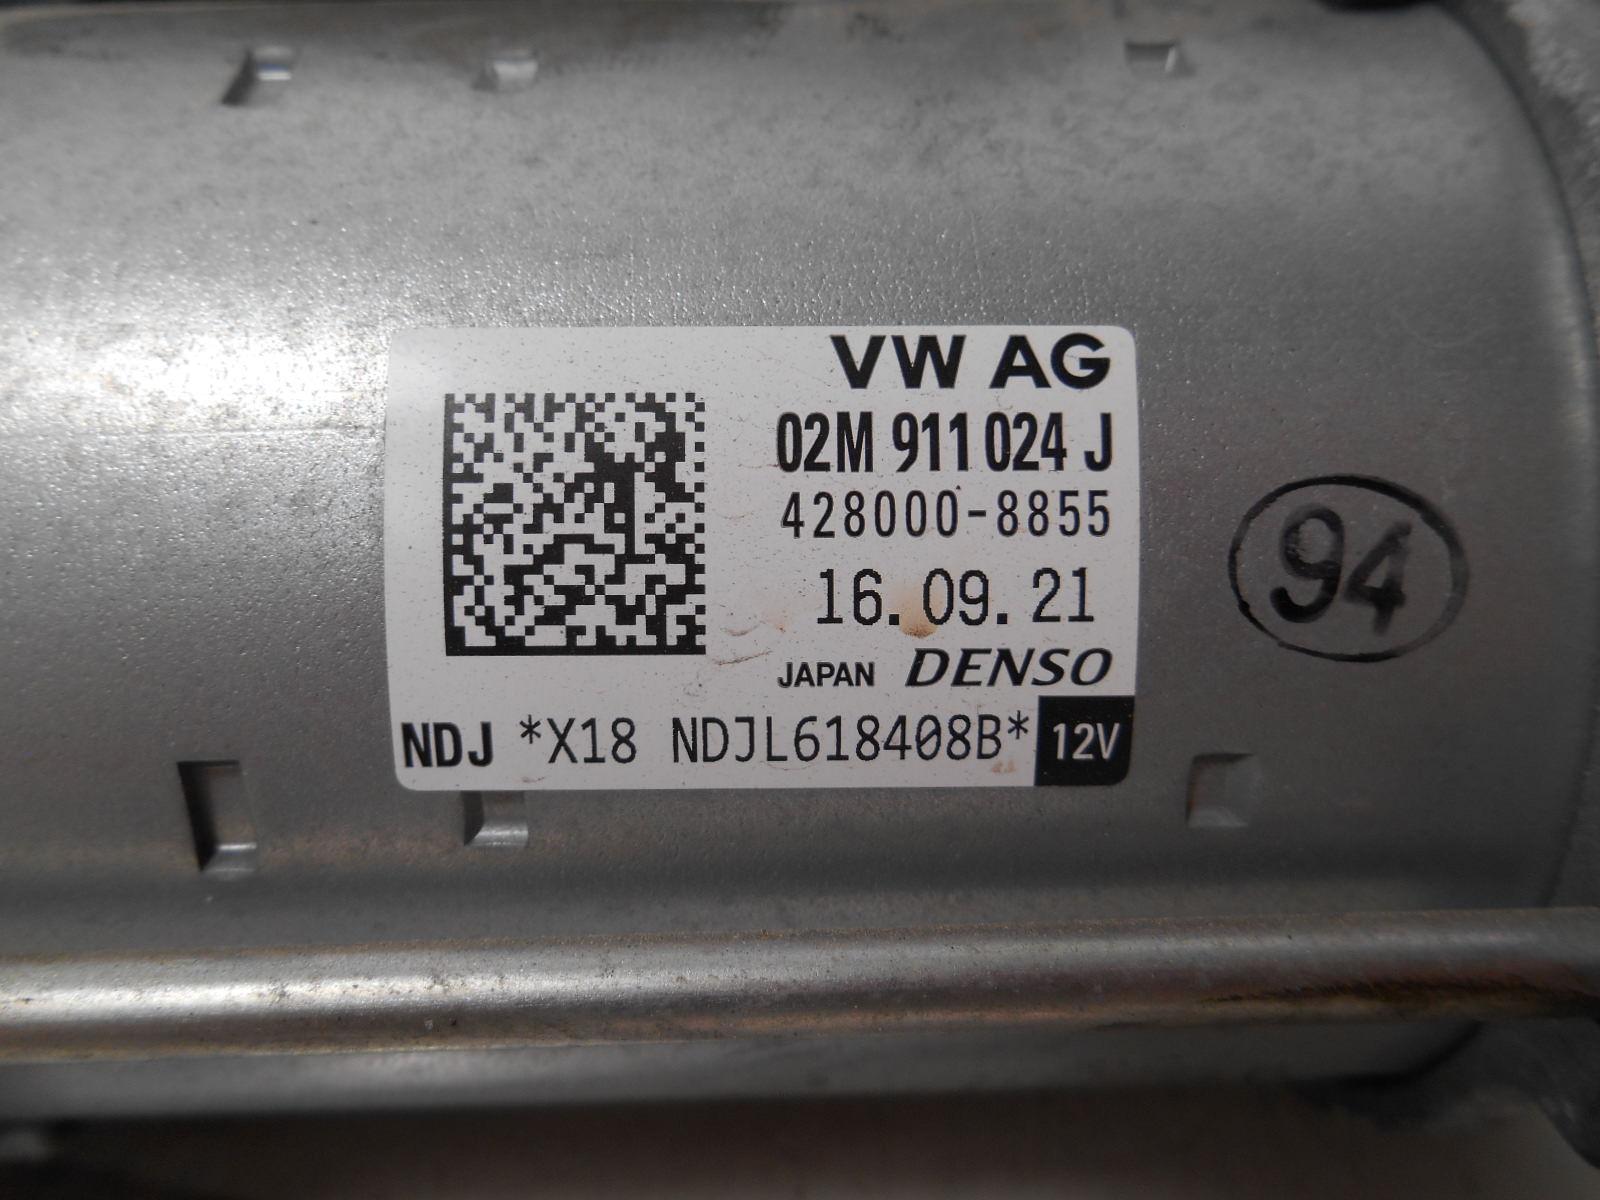 VW AG
02M 911 024 J
428000-8855
16.09.21
JAPAN DENSO
NDJ *X18 NDJL618408B* 12V
94